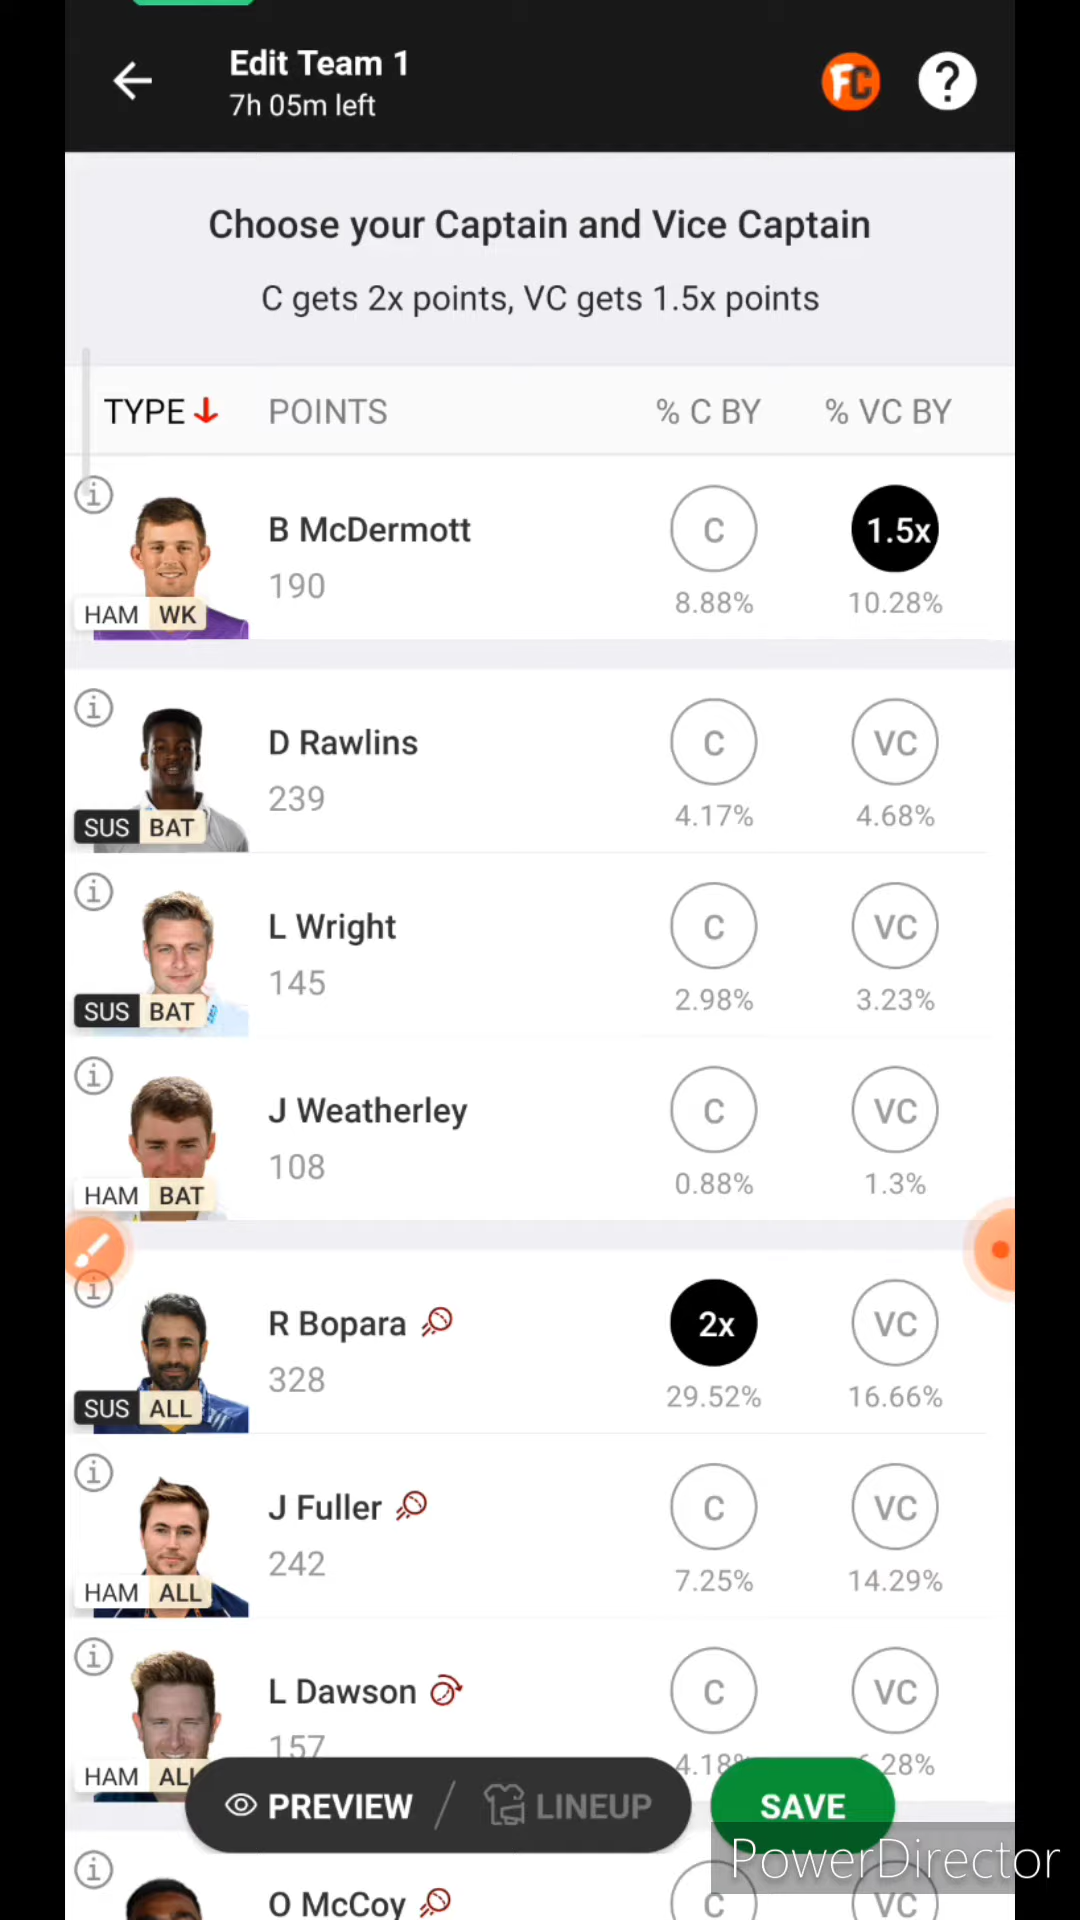 Edit Team 1
7h 05m left
FC
?
Choose your Captain and Vice Captain
C gets 2x points, VC gets 1.5x points
TYPE POINTS % C BY % VC BY
B McDermott
190
HAM WK
C
1.5x
8.88%
10.28%
D Rawlins
239
SUS BAT
C
VC
4.17%
4.68%
L Wright
145
SUS BAT
C
VC
2.98%
3.23%
J Weatherley
108
HAM BAT
C
VC
0.88%
1.3%
R Bopara
328
SUS ALL
2x
VC
29.52%
16.66%
J Fuller
242
HAM ALL
C
VC
7.25%
14.29%
L Dawson
157
HAM ALL
C
VC
PREVIEW / LINEUP
SAVE
PowerDirector
O McCoy
C
VC